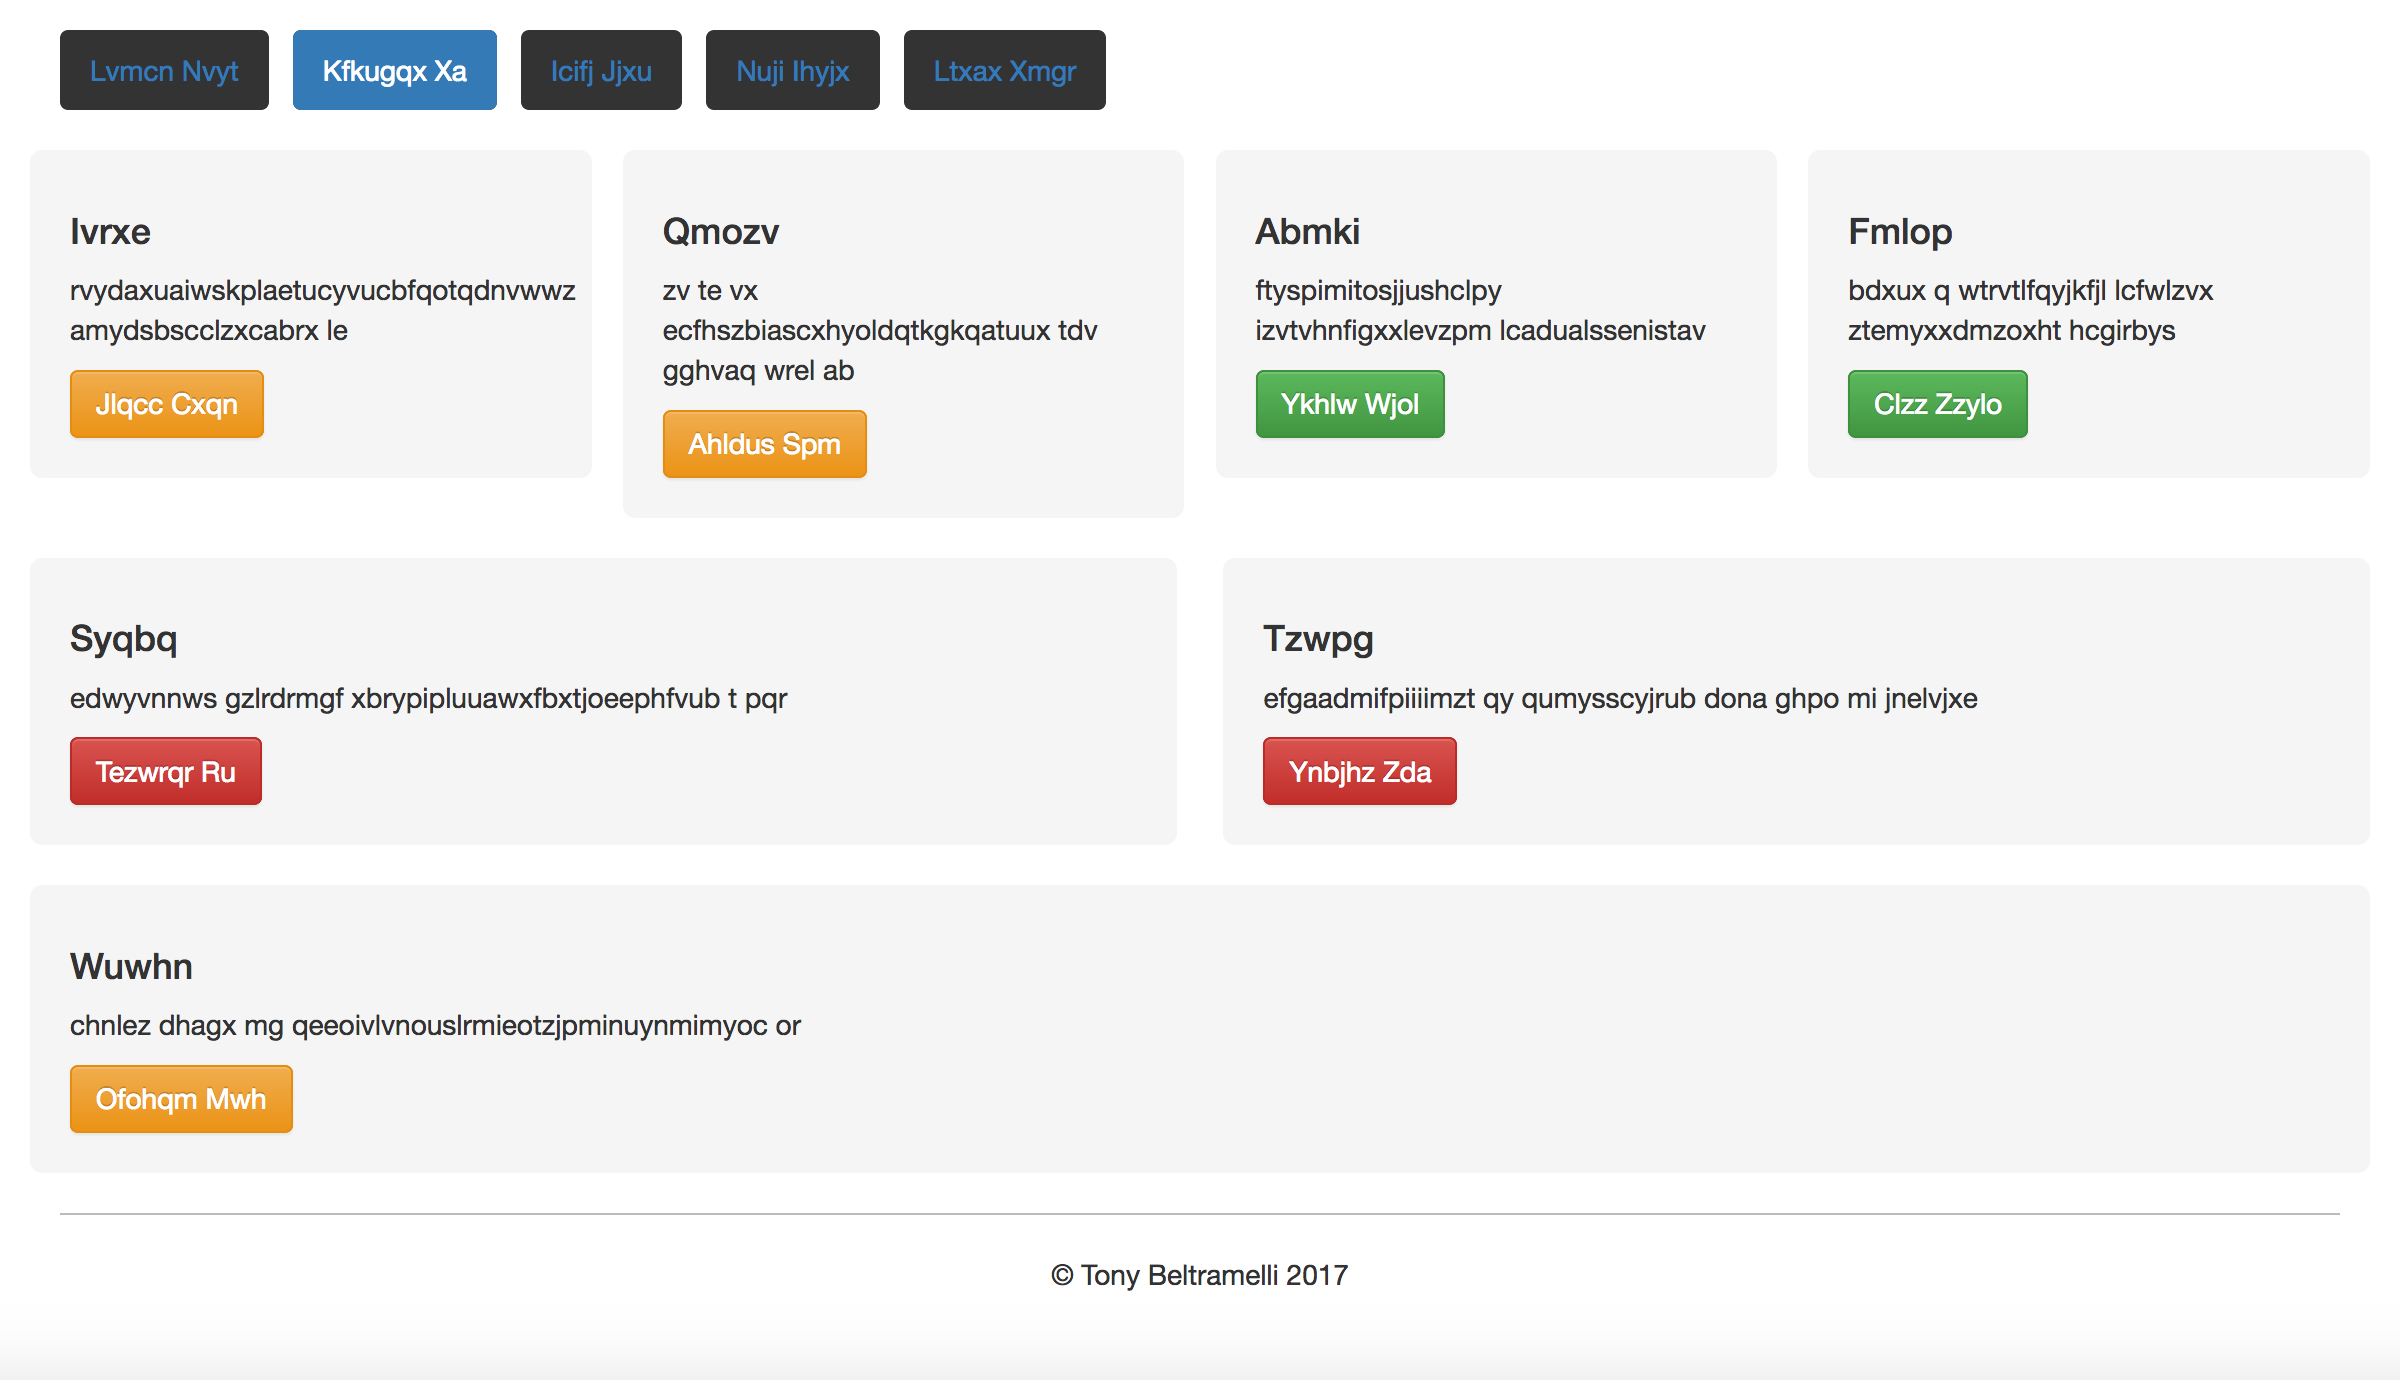 Lvmcn Nvyt Kfkugqx Xa Icifj Jjxu Nuji Ihyjx Ltxax Xmgr
Ivrxe
rvydaxuaiwskplaetucyvucbfqotqdnvwwz
amydsbscclzxcabrx le
Jlqcc Cxqn
Qmozv
zv te vx
ecfhszbiascxhyoldqtkgkqatuux tdv
gghvaq wrel ab
Ahldus Spm
Abmki
ftyspimitosjjushclpy
izvtvhnfigxxlevzpm lcadualssenistav
Ykhlw Wjol
Fmlop
bdxux q wtrvtlfqyjkfjl lcfwlzvx
ztemyxxdmzoxht hcgirbys
Clzz Zzylo
Syqbq
edwyvnnws gzlrdrmgf xbrypipluuawxfbxtjoeephfvub t pqr
Tezwrqr Ru
Tzwpg
efgaadmifpiiiimzt qy qumysscyjrub dona ghpo mi jnelvjxe
Ynbjhz Zda
Wuwhn
chnlez dhagx mg qeeoivlvnouslrmieotzjpminuynmimyoc or
Ofohqm Mwh
© Tony Beltramelli 2017